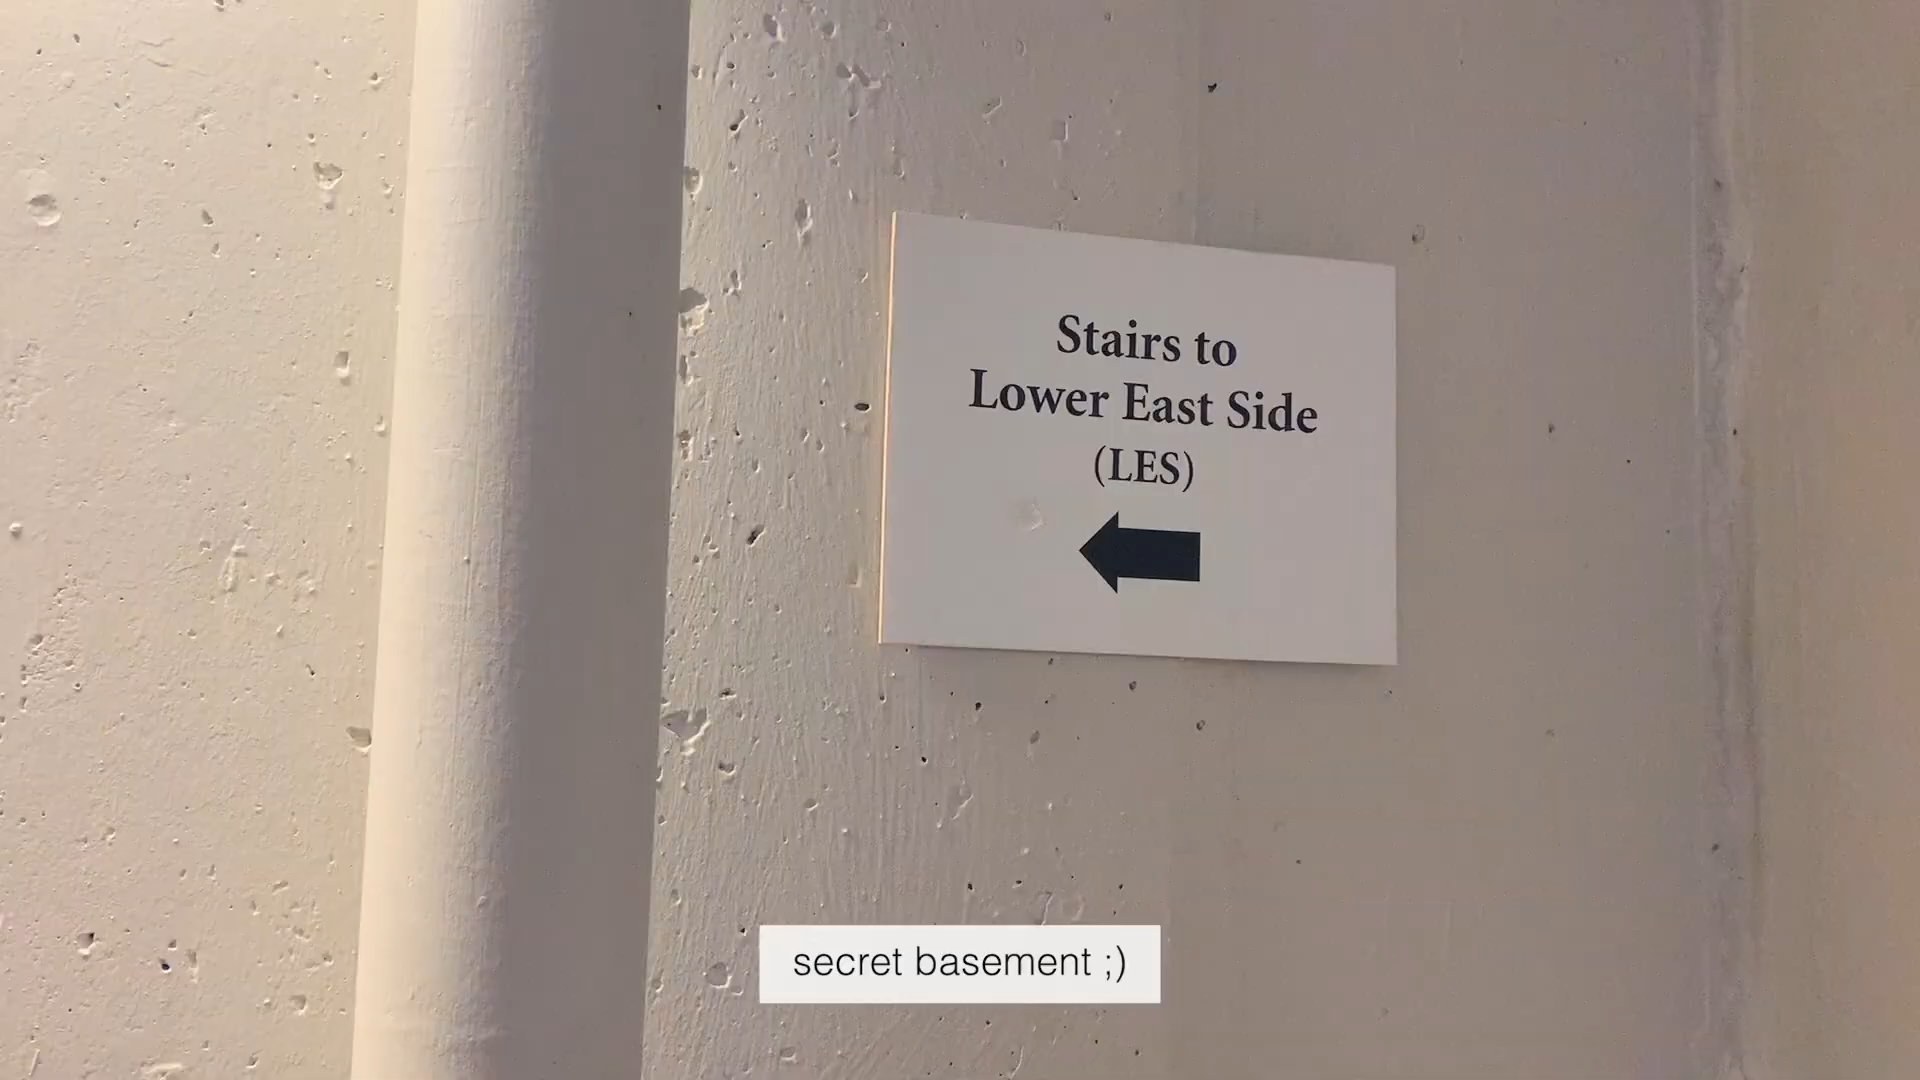 Stairs to
Lower East Side
(LES)
secret basement ;)